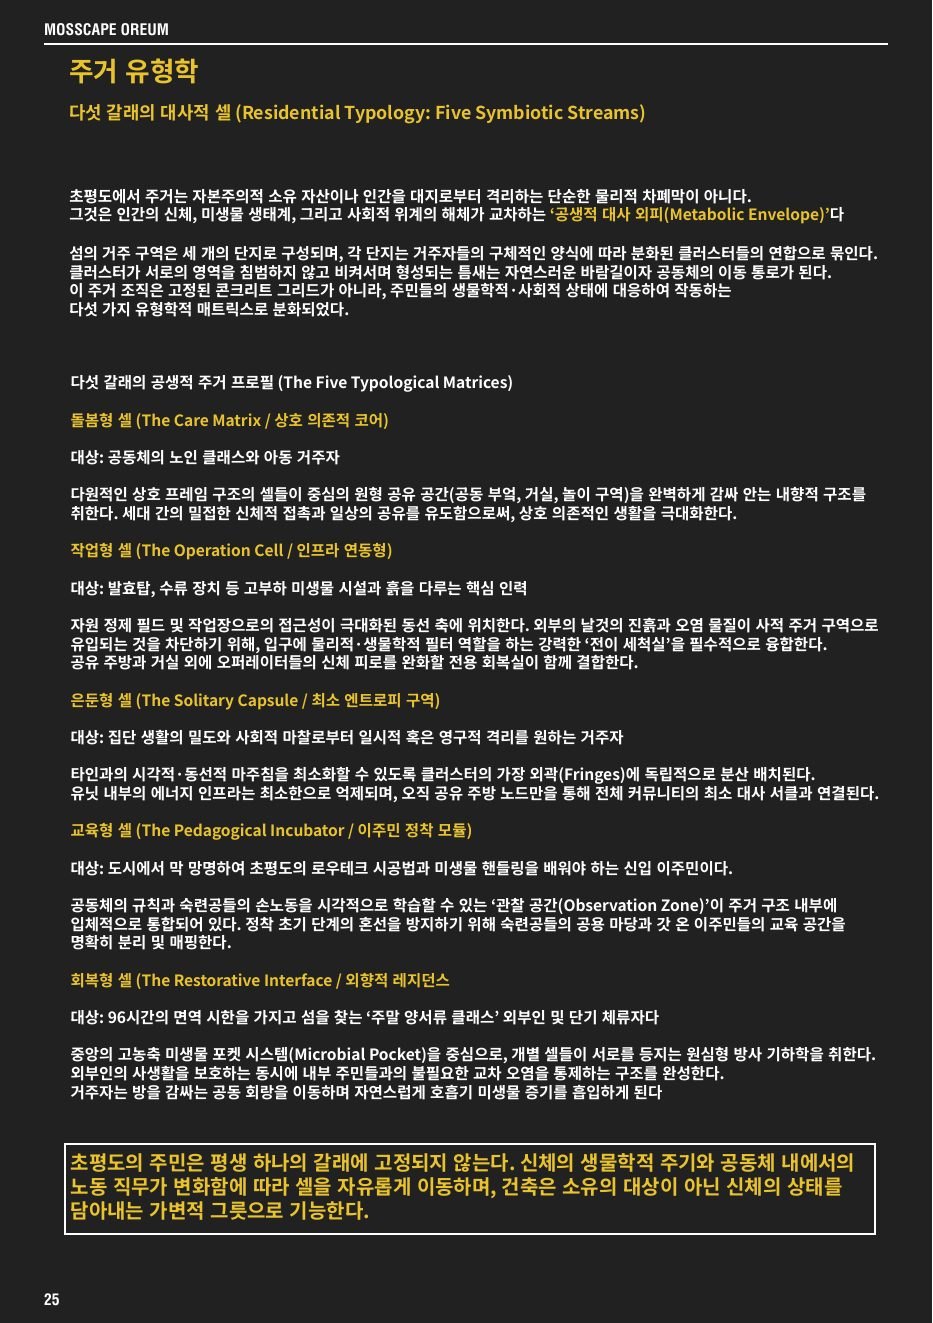 MOSSCAPE OREUM
주거 유형학
다섯 갈래의 대사적 셀 (Residential Typology: Five Symbiotic Streams)
초평도에서 주거는 자본주의적 소유 자산이나 인간을 대지로부터 격리하는 단순한 물리적 차폐막이 아니다.
그것은 인간의 신체, 미생물 생태계, 그리고 사회적 위계의 해체가 교차하는 ‘공생적 대사 외피(Metabolic Envelope)’다
섬의 거주 구역은 세 개의 단지로 구성되며, 각 단지는 거주자들의 구체적인 양식에 따라 분화된 클러스터들의 연합으로 묶인다.
클러스터가 서로의 영역을 침범하지 않고 비켜서며 형성되는 틈새는 자연스러운 바람길이자 공동체의 이동 통로가 된다.
이 주거 조직은 고정된 콘크리트 그리드가 아니라, 주민들의 생물학적·사회적 상태에 대응하여 작동하는
다섯 가지 유형학적 매트릭스로 분화되었다.
다섯 갈래의 공생적 주거 프로필 (The Five Typological Matrices)
돌봄형 셀 (The Care Matrix / 상호 의존적 코어)
대상: 공동체의 노인 클래스와 아동 거주자
다원적인 상호 프레임 구조의 셀들이 중심의 원형 공유 공간(공동 부엌, 거실, 놀이 구역)을 완벽하게 감싸 안는 내향적 구조를
취한다. 세대 간의 밀접한 신체적 접촉과 일상의 공유를 유도함으로써, 상호 의존적인 생활을 극대화한다.
작업형 셀 (The Operation Cell / 인프라 연동형)
대상: 발효탑, 수류 장치 등 고부하 미생물 시설과 흙을 다루는 핵심 인력
자원 정제 필드 및 작업장으로의 접근성이 극대화된 동선 축에 위치한다. 외부의 날것의 진흙과 오염 물질이 사적 주거 구역으로
유입되는 것을 차단하기 위해, 입구에 물리적·생물학적 필터 역할을 하는 강력한 ‘전이 세척실’을 필수적으로 융합한다.
공유 주방과 거실 외에 오퍼레이터들의 신체 피로를 완화할 전용 회복실이 함께 결합한다.
은둔형 셀 (The Solitary Capsule / 최소 엔트로피 구역)
대상: 집단 생활의 밀도와 사회적 마찰로부터 일시적 혹은 영구적 격리를 원하는 거주자
타인과의 시각적·동선적 마주침을 최소화할 수 있도록 클러스터의 가장 외곽(Fringes)에 독립적으로 분산 배치된다.
유닛 내부의 에너지 인프라는 최소한으로 억제되며, 오직 공유 주방 노드만을 통해 전체 커뮤니티의 최소 대사 서클과 연결된다.
교육형 셀 (The Pedagogical Incubator / 이주민 정착 모듈)
대상: 도시에서 막 망명하여 초평도의 로우테크 시공법과 미생물 핸들링을 배워야 하는 신입 이주민이다.
공동체의 규칙과 숙련공들의 손노동을 시각적으로 학습할 수 있는 ‘관찰 공간(Observation Zone)’이 주거 구조 내부에
입체적으로 통합되어 있다. 정착 초기 단계의 혼선을 방지하기 위해 숙련공들의 공용 마당과 갓 온 이주민들의 교육 공간을
명확히 분리 및 매핑한다.
회복형 셀 (The Restorative Interface / 외향적 레지던스
대상: 96시간의 면역 시한을 가지고 섬을 찾는 ‘주말 양서류 클래스’ 외부인 및 단기 체류자다
중앙의 고농축 미생물 포켓 시스템(Microbial Pocket)을 중심으로, 개별 셀들이 서로를 등지는 원심형 방사 기하학을 취한다.
외부인의 사생활을 보호하는 동시에 내부 주민들과의 불필요한 교차 오염을 통제하는 구조를 완성한다.
거주자는 방을 감싸는 공동 회랑을 이동하며 자연스럽게 호흡기 미생물 증기를 흡입하게 된다
초평도의 주민은 평생 하나의 갈래에 고정되지 않는다. 신체의 생물학적 주기와 공동체 내에서의
노동 직무가 변화함에 따라 셀을 자유롭게 이동하며, 건축은 소유의 대상이 아닌 신체의 상태를
담아내는 가변적 그릇으로 기능한다.
25